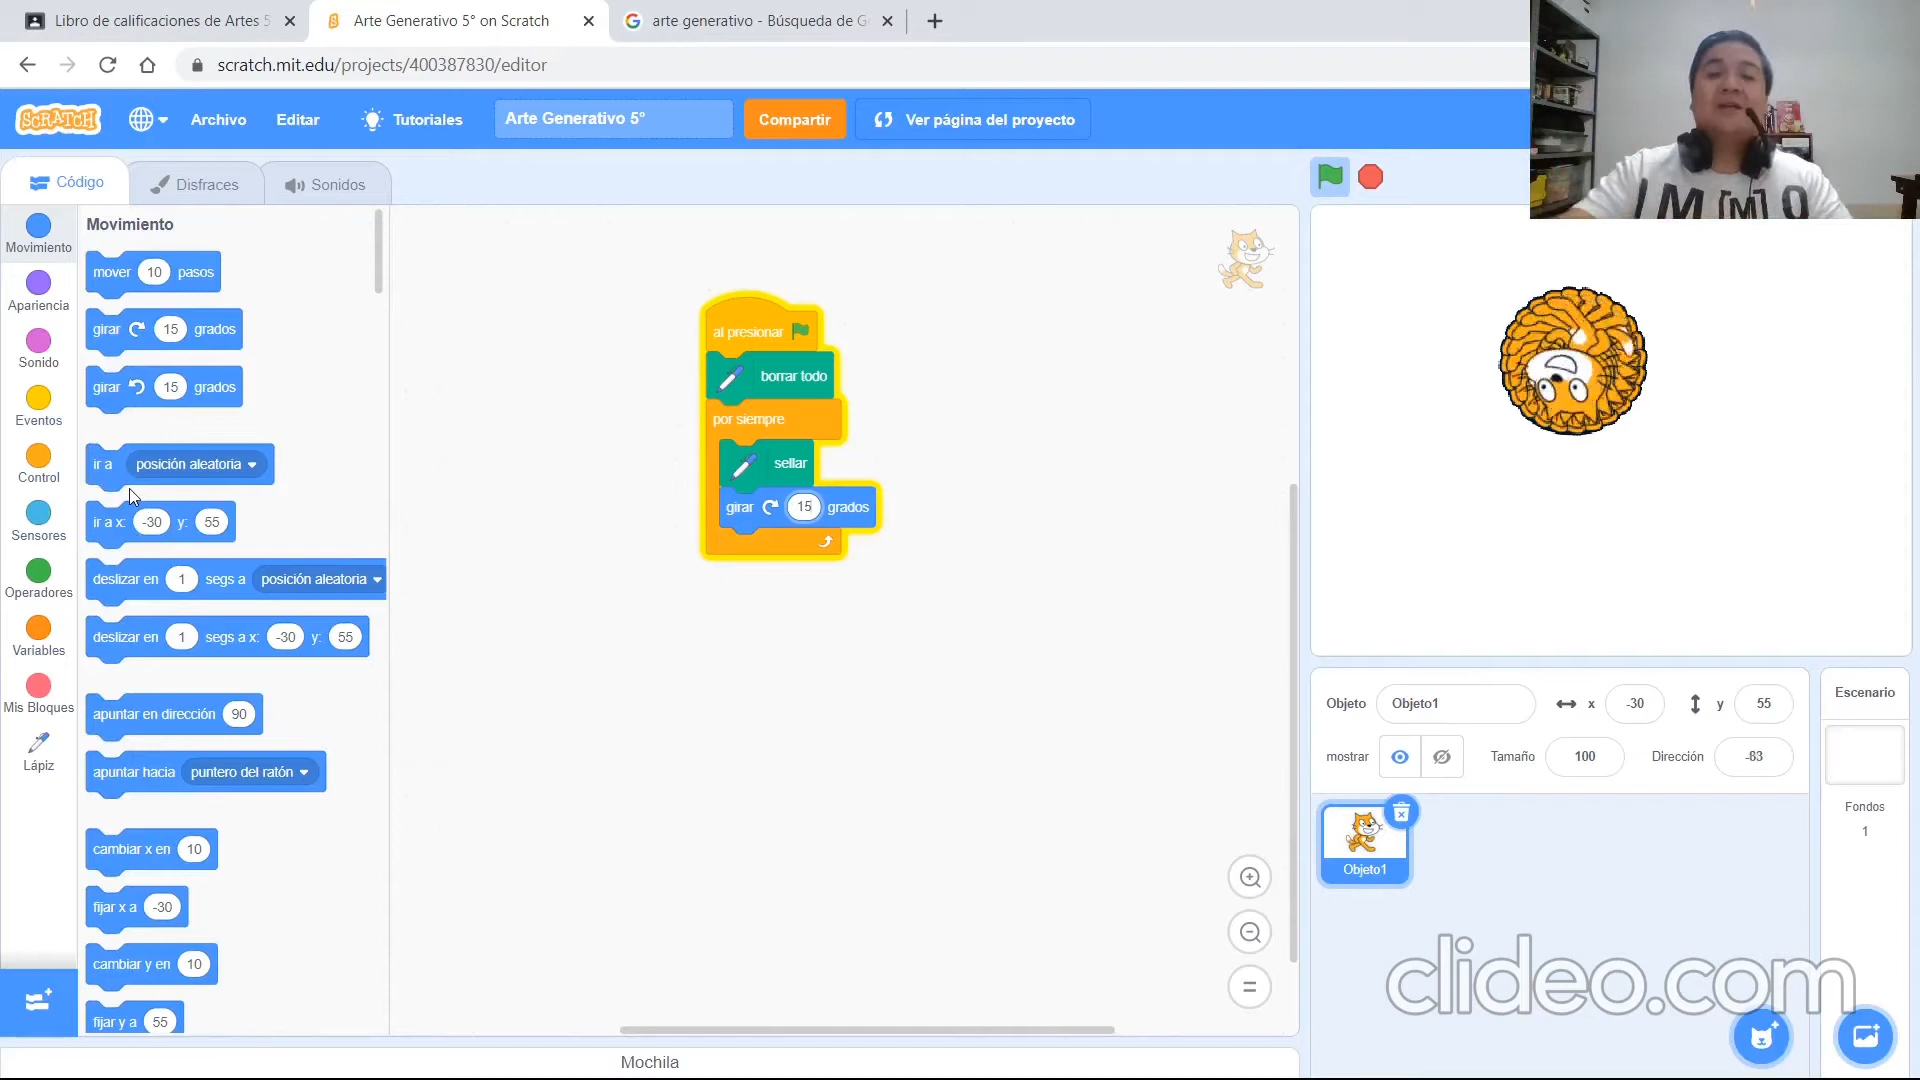 Libro de calificaciones de Artes 5
Arte Generativo 5° on Scratch
arte generativo - Búsqueda de G
scratch.mit.edu/projects/400387830/editor
SCRATCH
Archivo
Editar
Tutoriales
Arte Generativo 5°
Compartir
Ver página del proyecto
Código
Disfraces
Sonidos
Movimiento
Apariencia
Sonido
Eventos
Control
Sensores
Operadores
Variables
Mis Bloques
Lápiz
Movimiento
mover 10 pasos
girar 15 grados
girar 15 grados
ir a posición aleatoria
ir a x: -30 y: 55
deslizar en 1 segs a posición aleatoria
deslizar en 1 segs a x: -30 y: 55
apuntar en dirección 90
apuntar hacia puntero del ratón
cambiar x en 10
fijar x a -30
cambiar y en 10
fijar y a 55
al presionar
borrar todo
por siempre
sellar
girar 15 grados
Mochila
Objeto Objeto1 x -30 y 55
mostrar Tamaño 100 Dirección -83
Objeto1
Escenario
Fondos
1
clideo.com